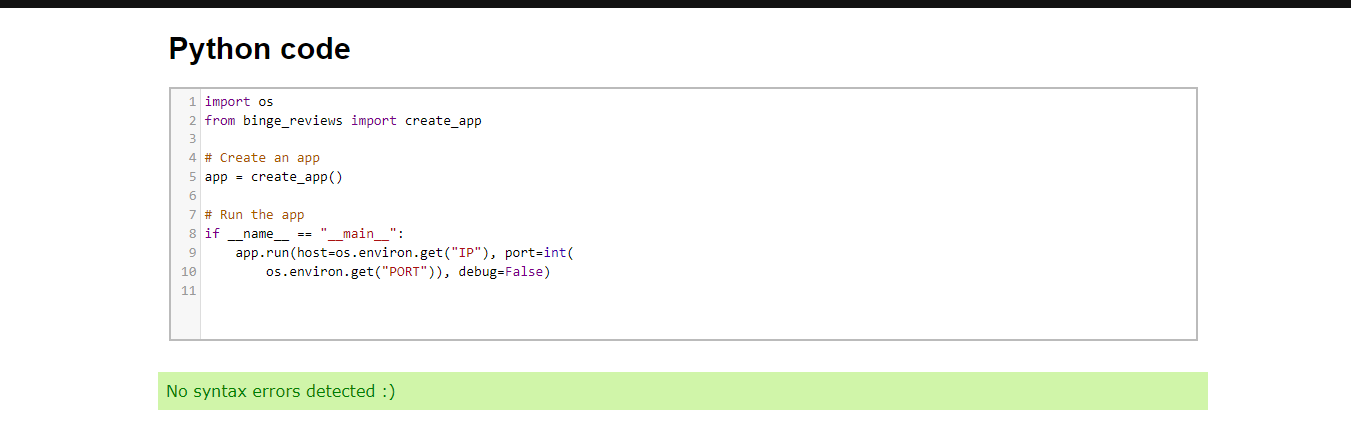 Python code
1 import os
2 from binge_reviews import create_app
3
4 # Create an app
5 app = create_app()
6
7 # Run the app
8 if __name__ == "__main__":
9     app.run(host=os.environ.get("IP"), port=int(
10         os.environ.get("PORT")), debug=False)
11
No syntax errors detected :)